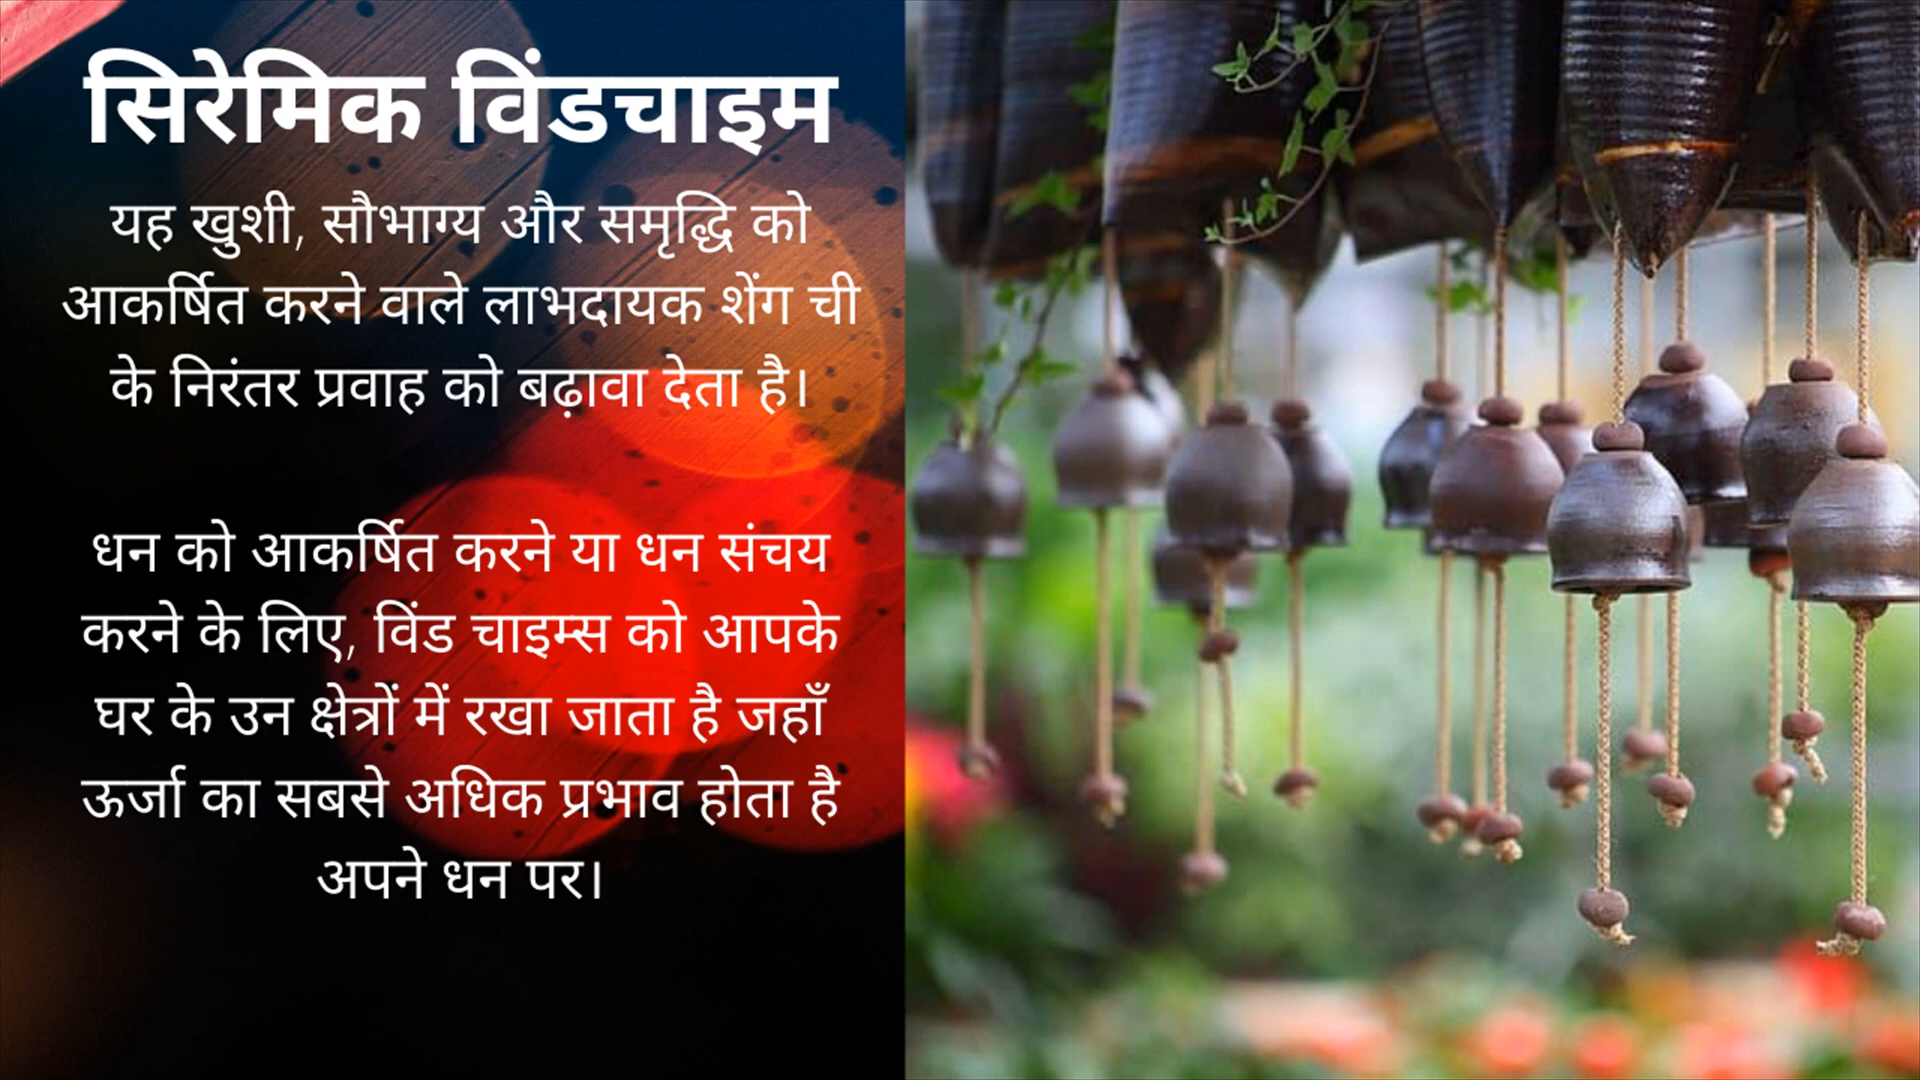 सिरेमिक विंडचाइम
यह खुशी, सौभाग्य और समृद्धि को
आकर्षित करने वाले लाभदायक शेंग ची
के निरंतर प्रवाह को बढ़ावा देता है।
धन को आकर्षित करने या धन संचय
करने के लिए, विंड चाइम्स को आपके
घर के उन क्षेत्रों में रखा जाता है जहाँ
ऊर्जा का सबसे अधिक प्रभाव होता है
अपने धन पर।